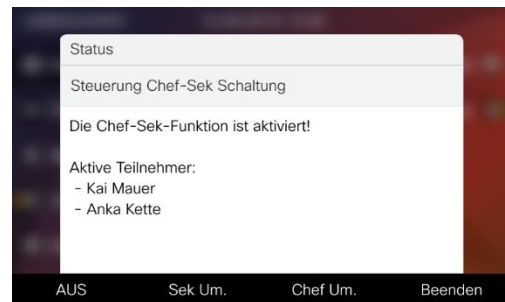 Status
Steuerung Chef-Sek Schaltung
Die Chef-Sek-Funktion ist aktiviert!
Aktive Teilnehmer:
- Kai Mauer
- Anka Kette
AUS Sek Um. Chef Um. Beenden